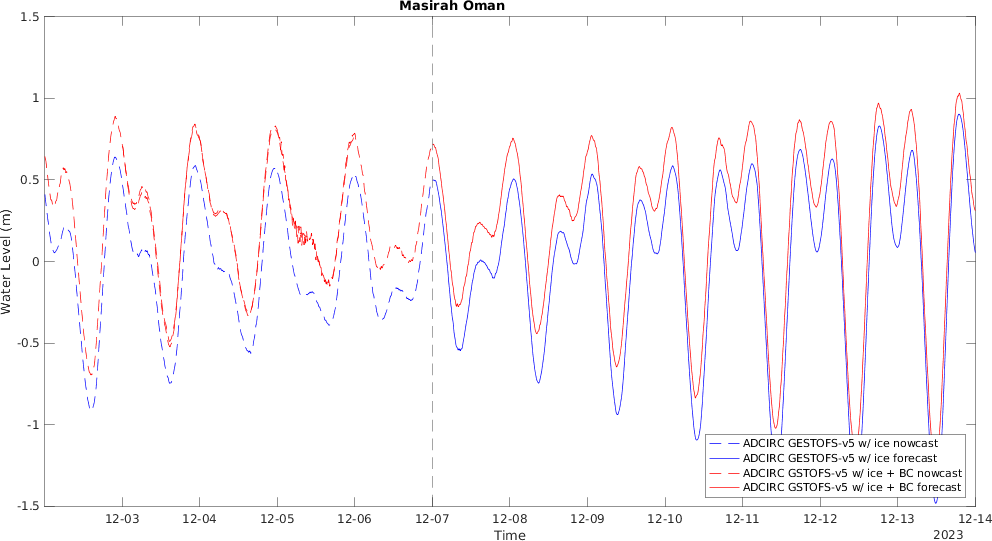 Masirah Oman
1.5
1
0.5
0
-0.5
-1
-1.5
Water Level (m)
ADCIRC GESTOFS-v5 w/ ice nowcast
ADCIRC GESTOFS-v5 w/ ice forecast
ADCIRC GSTOFS-v5 w/ ice + BC nowcast
ADCIRC GSTOFS-v5 w/ ice + BC forecast
12-03 12-04 12-05 12-06 12-07 12-08 12-09 12-10 12-11 12-12 12-13 12-14
Time
2023